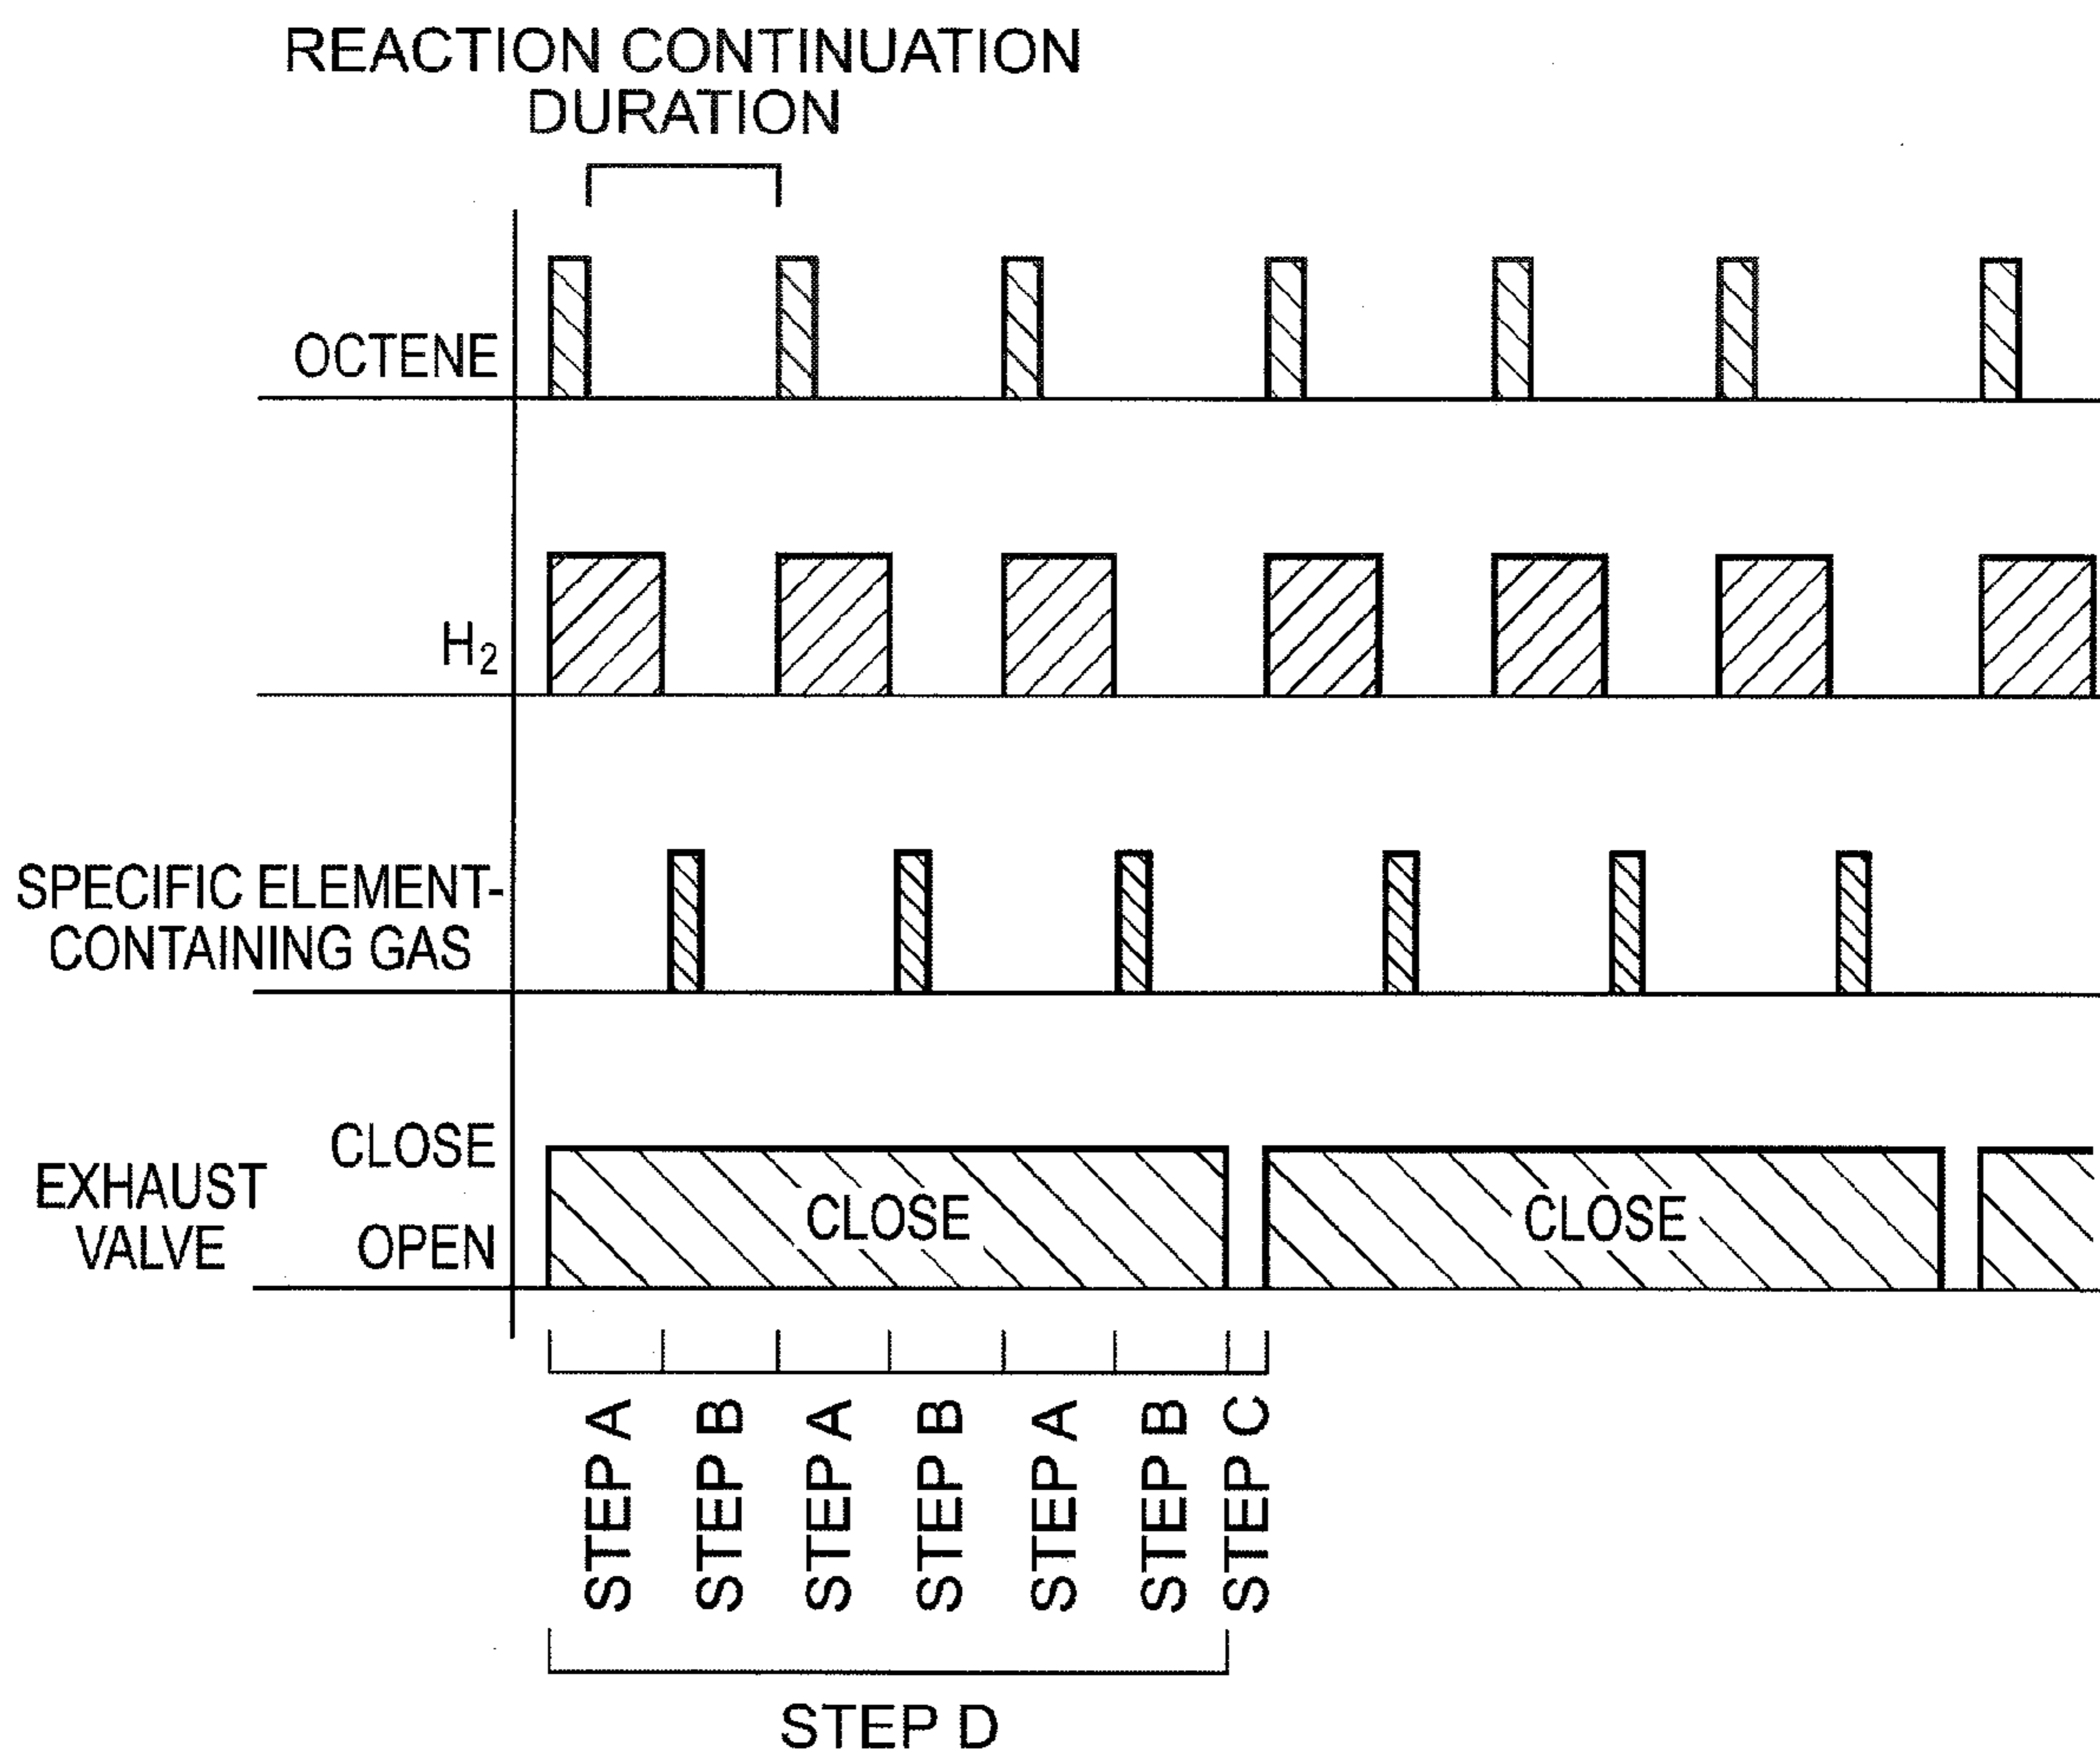 REACTION CONTINUATION
DURATION
OCTENE
H₂
SPECIFIC ELEMENT-
CONTAINING GAS
EXHAUST
VALVE
CLOSE
OPEN
CLOSE
CLOSE
STEP A
STEP B
STEP A
STEP B
STEP A
STEP B
STEP C
STEP D